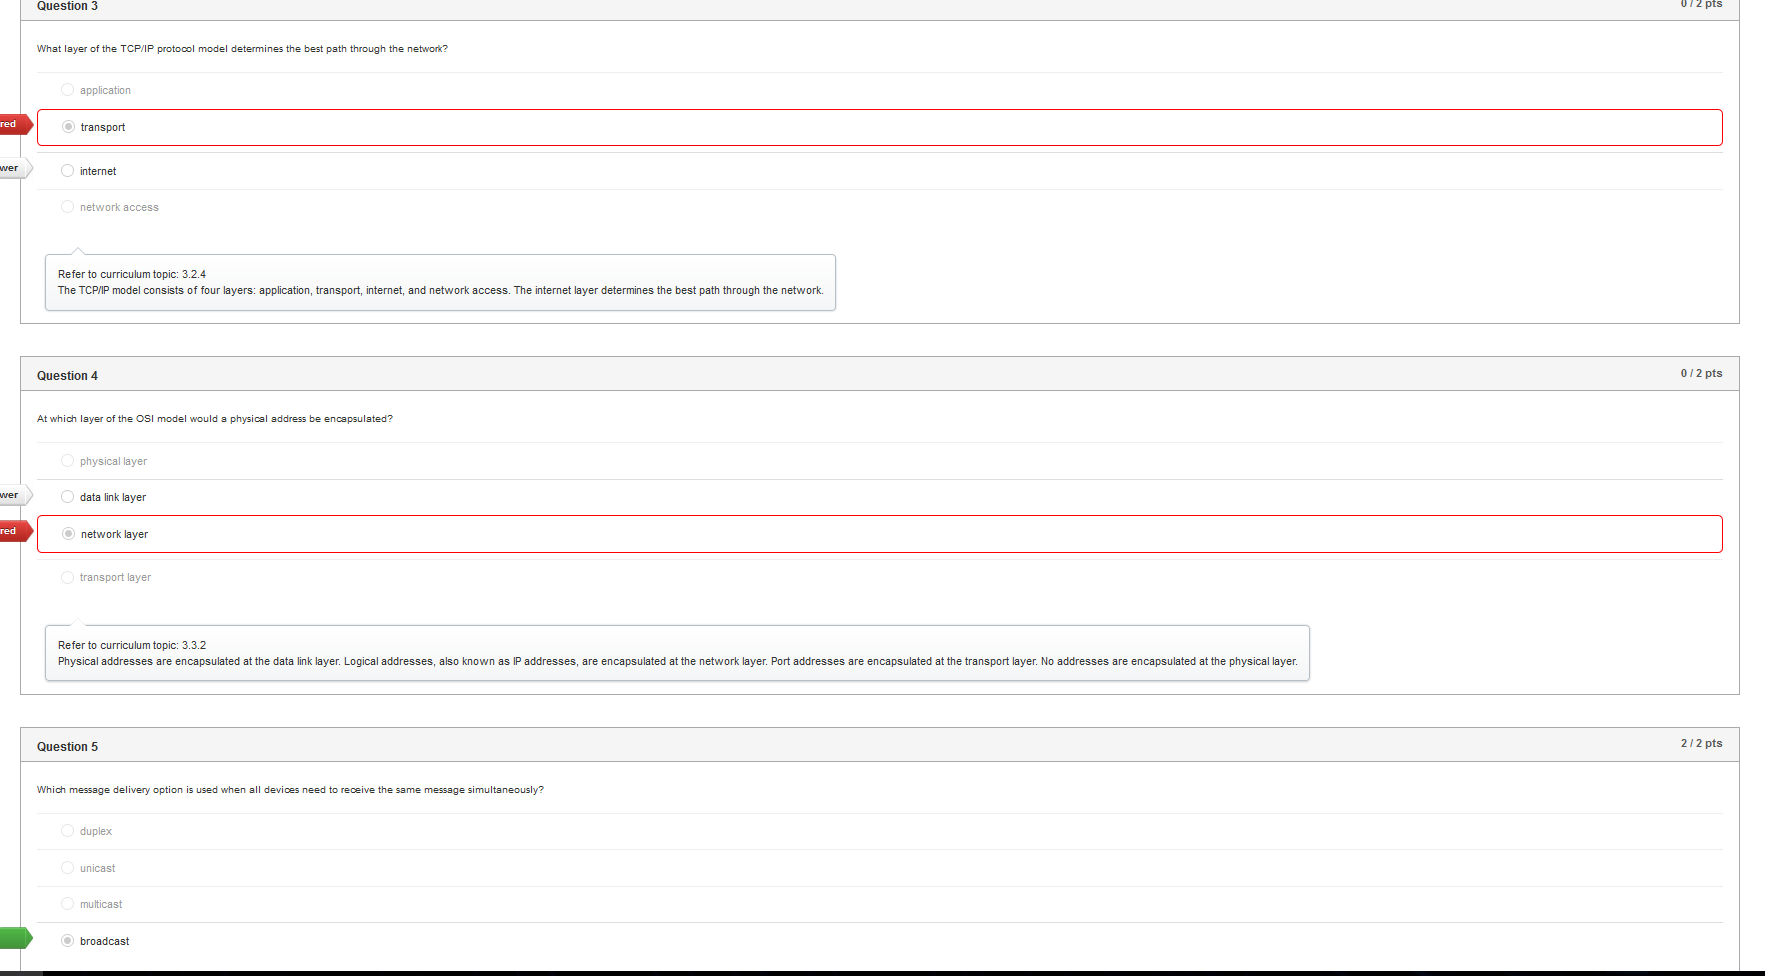 Question 3
0 / 2 pts
What layer of the TCP/IP protocol model determines the best path through the network?
application
red
transport
wer
internet
network access
Refer to curriculum topic: 3.2.4
The TCP/IP model consists of four layers: application, transport, internet, and network access. The internet layer determines the best path through the network.
Question 4
0 / 2 pts
At which layer of the OSI model would a physical address be encapsulated?
physical layer
wer
data link layer
red
network layer
transport layer
Refer to curriculum topic: 3.3.2
Physical addresses are encapsulated at the data link layer. Logical addresses, also known as IP addresses, are encapsulated at the network layer. Port addresses are encapsulated at the transport layer. No addresses are encapsulated at the physical layer.
Question 5
2 / 2 pts
Which message delivery option is used when all devices need to receive the same message simultaneously?
duplex
unicast
multicast
broadcast